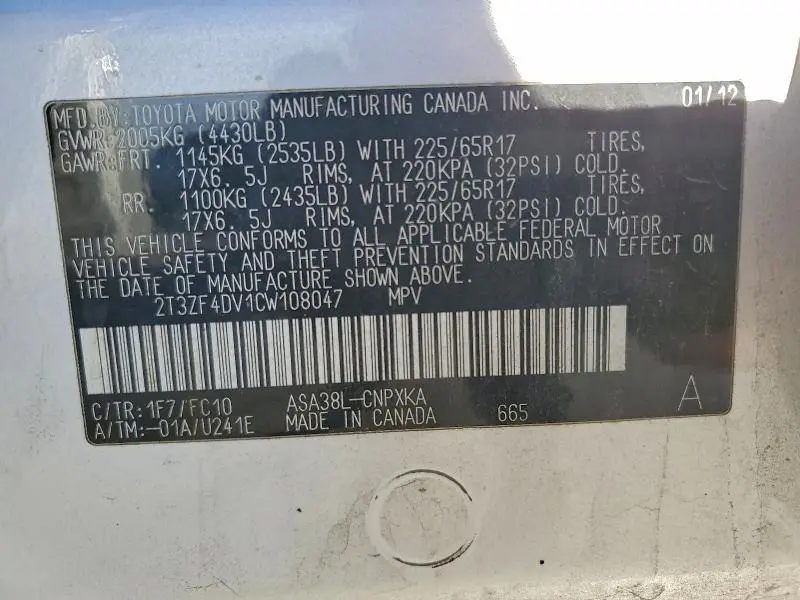 MFD.BY:TOYOTA MOTOR MANUFACTURING CANADA INC. 01/12
GVWR 2005KG (4430LB)
GAWR FRT. 1145KG (2535LB) WITH 225/65R17 TIRES,
17X6.5J RIMS, AT 220KPA (32PSI) COLD.
RR. 1100KG (2435LB) WITH 225/65R17 TIRES,
17X6.5J RIMS, AT 220KPA (32PSI) COLD.
THIS VEHICLE CONFORMS TO ALL APPLICABLE FEDERAL MOTOR
VEHICLE SAFETY AND THEFT PREVENTION STANDARDS IN EFFECT ON
THE DATE OF MANUFACTURE SHOWN ABOVE.
2T3ZF4DV1CW108047 MPV
C/TR:1F7/FC10 ASA38L-CNPXKA A
A/TM:-01A/U241E MADE IN CANADA 665